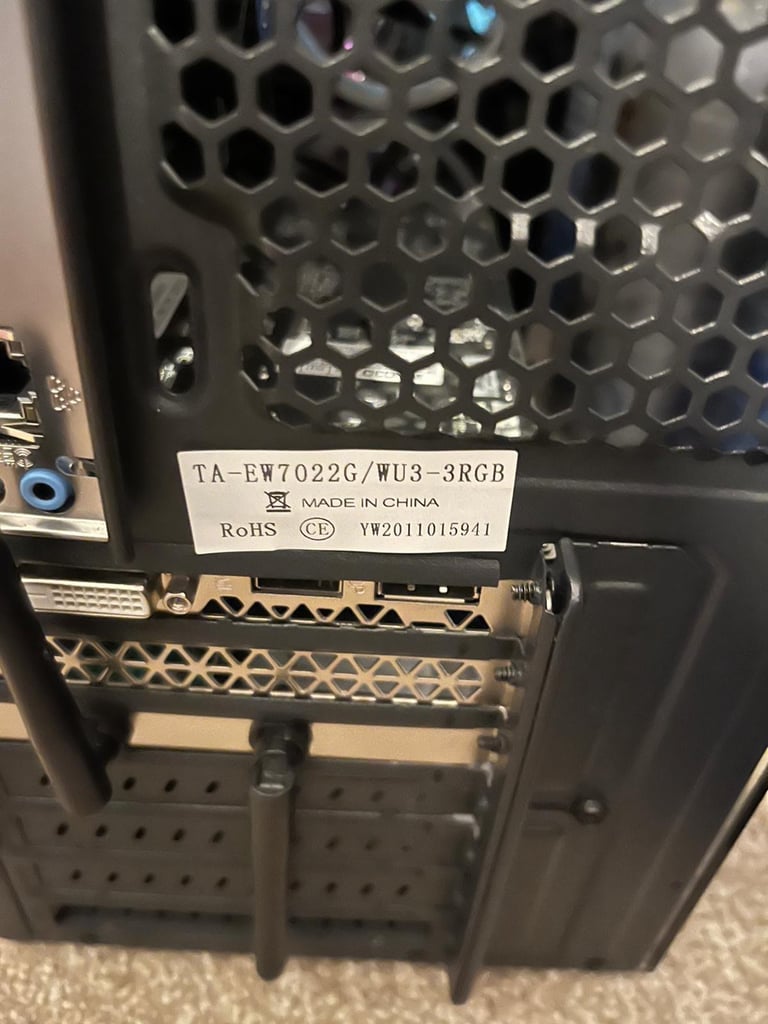 TA-EW7022G/WU3-3RGB
MADE IN CHINA
RoHS CE YW2011015941